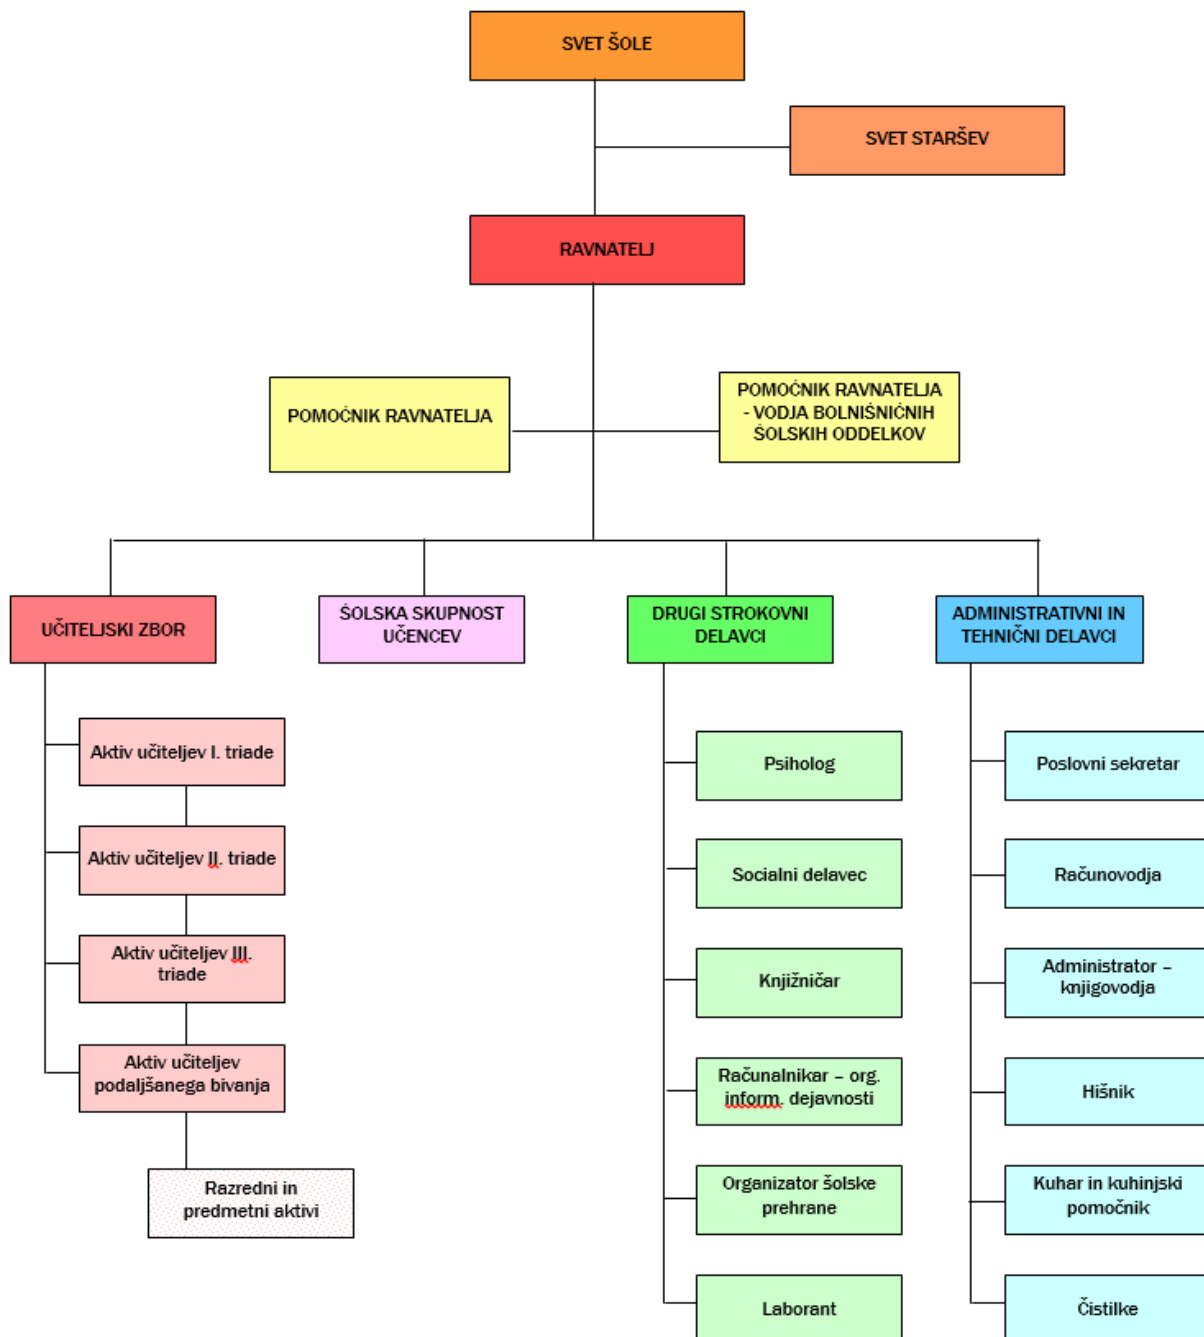 SVET ŠOLE
SVET STARŠEV
RAVNATELJ
POMOČNIK RAVNATELJA
POMOČNIK RAVNATELJA
- VODJA BOLNIŠNIČNIH
ŠOLSKIH ODDELKOV
UČITELJSKI ZBOR
ŠOLSKA SKUPNOST
UČENCEV
DRUGI STROKOVNI
DELAVCI
ADMINISTRATIVNI IN
TEHNIČNI DELAVCI
Aktiv učiteljev I. triade
Aktiv učiteljev II. triade
Aktiv učiteljev III.
triade
Aktiv učiteljev
podaljšanega bivanja
Razredni in
predmetni aktivi
Psiholog
Socialni delavec
Knjižničar
Računalnikar – org.
inform. dejavnosti
Organizator šolske
prehrane
Laborant
Poslovni sekretar
Računovodja
Administrator –
knjigovodja
Hišnik
Kuhar in kuhinjski
pomočnik
Čistilke